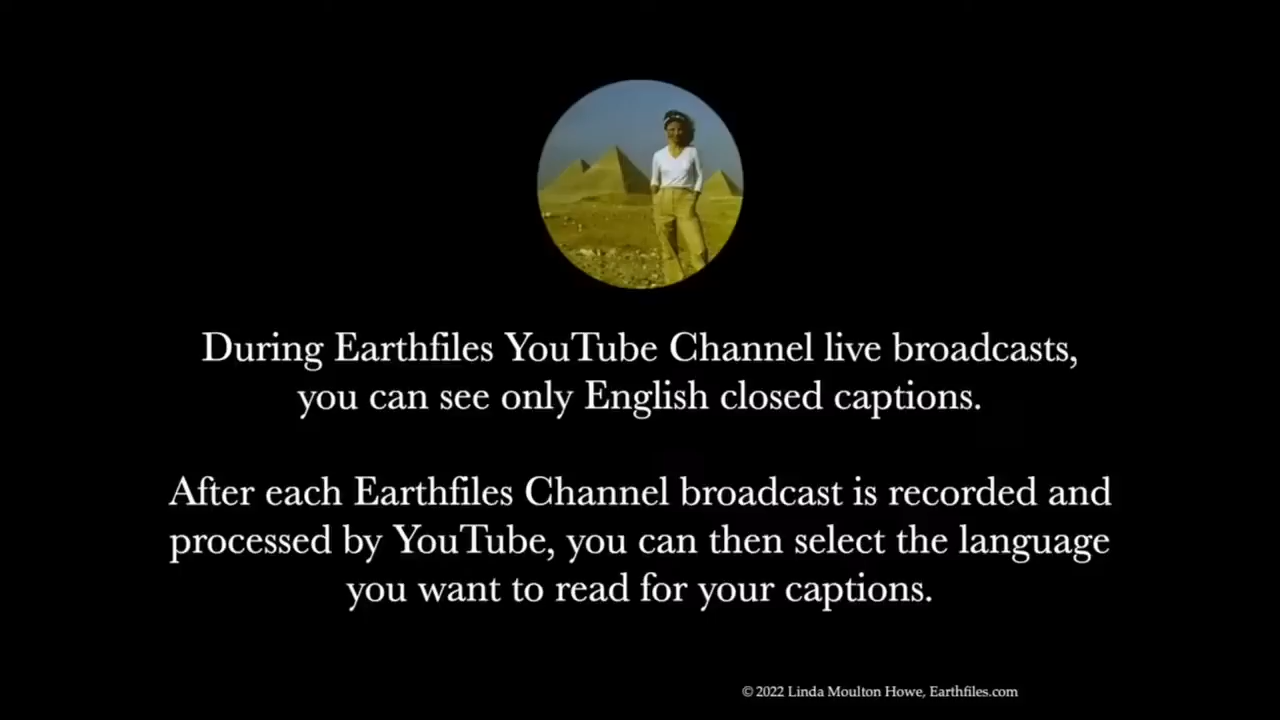 During Earthfiles YouTube Channel live broadcasts,
you can see only English closed captions.
After each Earthfiles Channel broadcast is recorded and
processed by YouTube, you can then select the language
you want to read for your captions.
© 2022 Linda Moulton Howe, Earthfiles.com